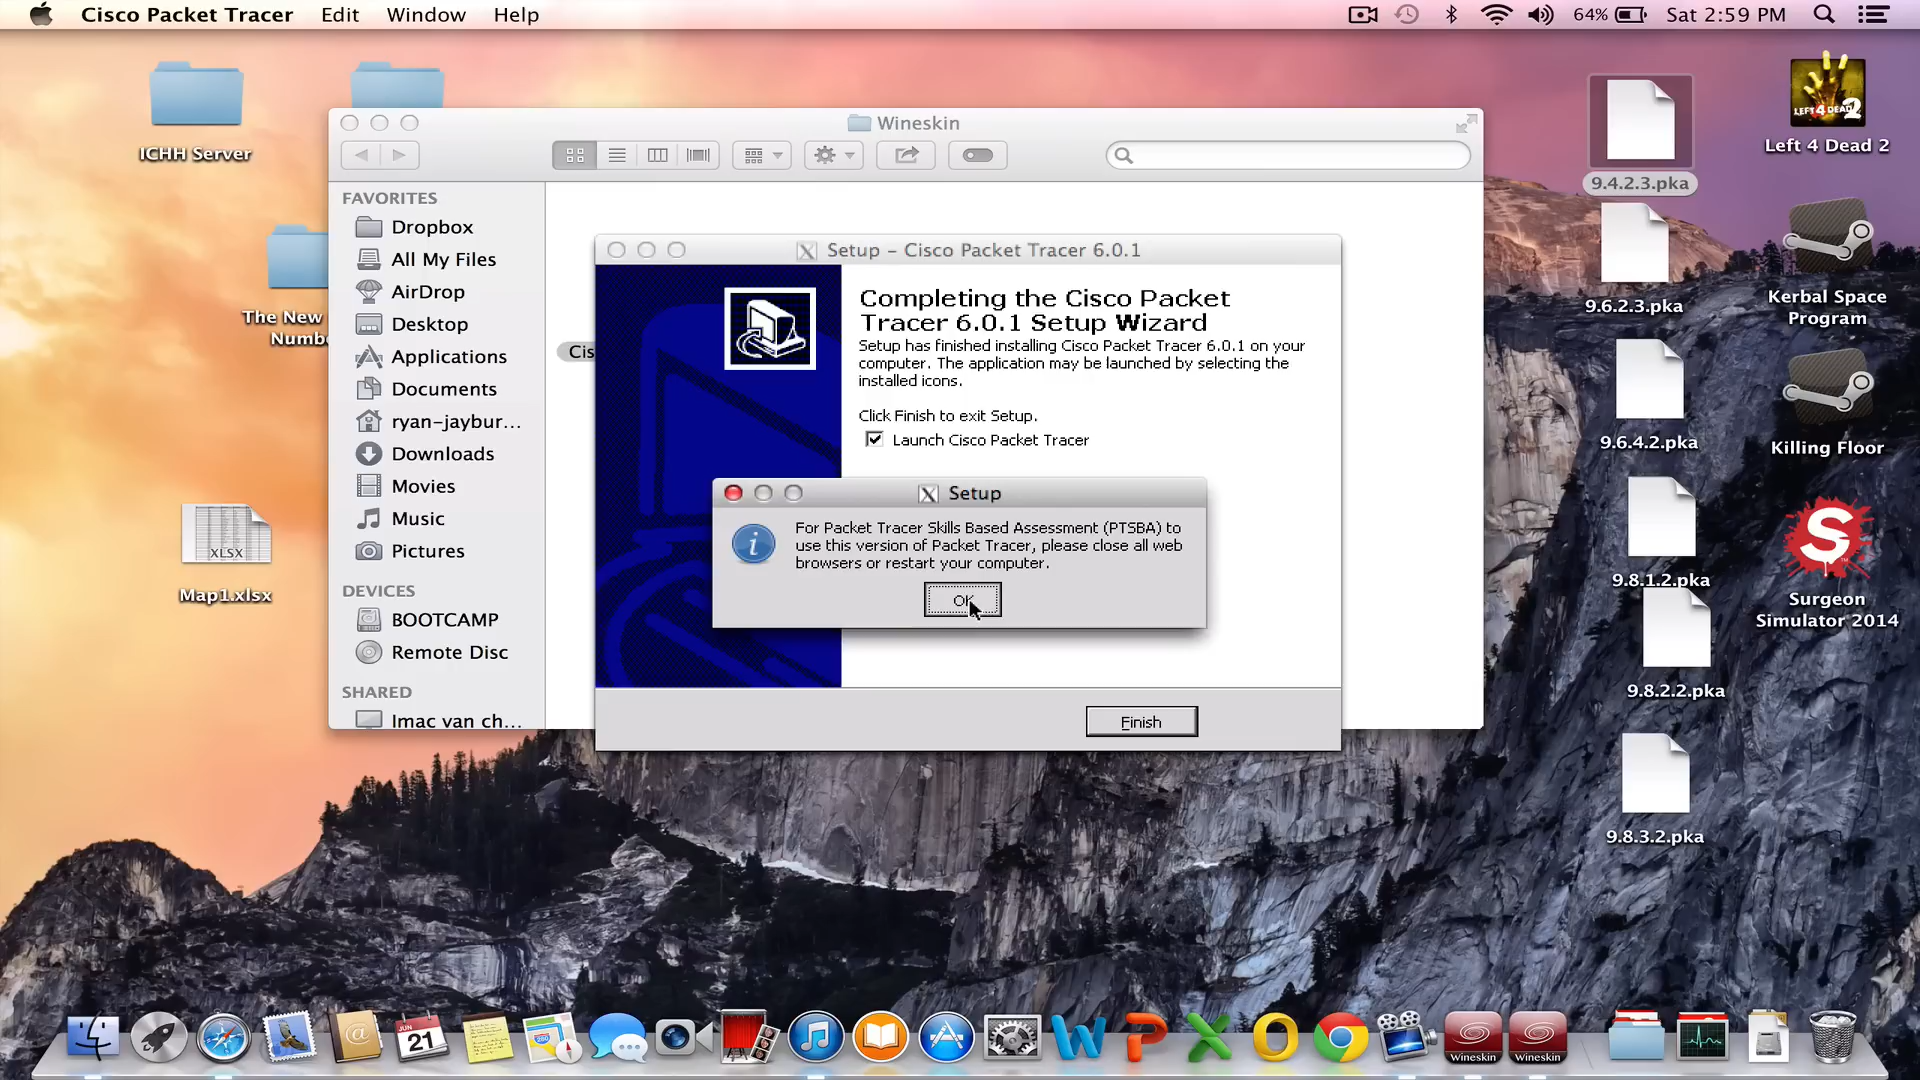 Cisco Packet Tracer Edit Window Help
64% Sat 2:59 PM
ICHH Server
The New
Numb
XLSX
Map1.xlsx
Wineskin
FAVORITES
Dropbox
All My Files
AirDrop
Desktop
Applications
Documents
ryan-jaybur...
Downloads
Movies
Music
Pictures
DEVICES
BOOTCAMP
Remote Disc
SHARED
Imac van ch...
Cis
Setup - Cisco Packet Tracer 6.0.1
Completing the Cisco Packet
Tracer 6.0.1 Setup Wizard
Setup has finished installing Cisco Packet Tracer 6.0.1 on your
computer. The application may be launched by selecting the
installed icons.
Click Finish to exit Setup.
Launch Cisco Packet Tracer
Setup
For Packet Tracer Skills Based Assessment (PTSBA) to
use this version of Packet Tracer, please close all web
browsers or restart your computer.
OK
Finish
9.4.2.3.pka
9.6.2.3.pka
9.6.4.2.pka
9.8.1.2.pka
9.8.2.2.pka
9.8.3.2.pka
LEFT 4 DEAD 2
Left 4 Dead 2
Kerbal Space
Program
Killing Floor
Surgeon
Simulator 2014
JUN
21
Wineskin
Wineskin